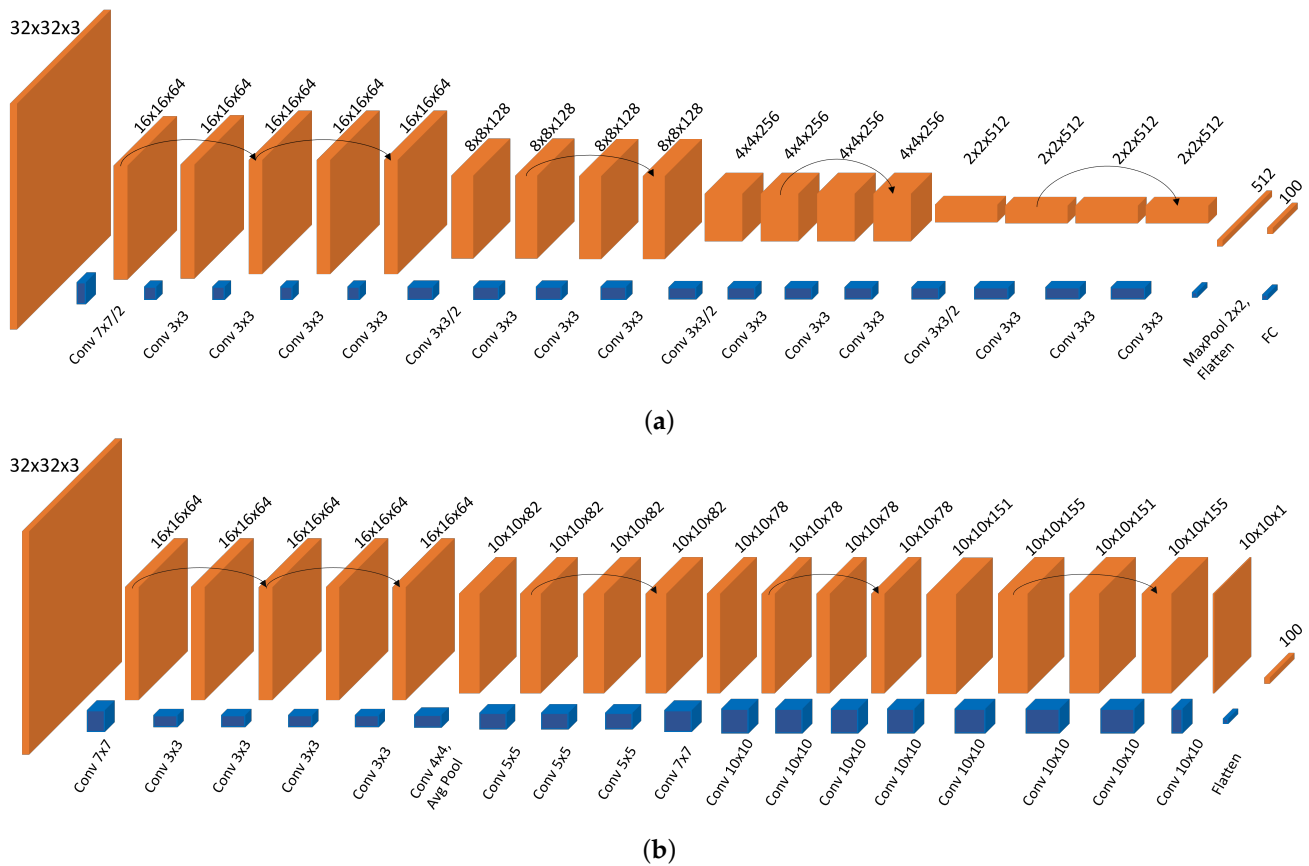 32x32x3
16x16x64
16x16x64
16x16x64
16x16x64
16x16x64
8x8x128
8x8x128
8x8x128
8x8x128
4x4x256
4x4x256
4x4x256
4x4x256
2x2x512
2x2x512
2x2x512
2x2x512
512
100
Conv 7x7/2
Conv 3x3
Conv 3x3
Conv 3x3
Conv 3x3
Conv 3x3/2
Conv 3x3
Conv 3x3
Conv 3x3
Conv 3x3/2
Conv 3x3
Conv 3x3
Conv 3x3
Conv 3x3/2
Conv 3x3
Conv 3x3
Conv 3x3
MaxPool 2x2,
Flatten
FC
(a)
32x32x3
16x16x64
16x16x64
16x16x64
16x16x64
16x16x64
10x10x82
10x10x82
10x10x82
10x10x82
10x10x78
10x10x78
10x10x78
10x10x78
10x10x151
10x10x155
10x10x151
10x10x155
10x10x1
100
Conv 7x7
Conv 3x3
Conv 3x3
Conv 3x3
Conv 3x3
Conv 4x4,
Avg Pool
Conv 5x5
Conv 5x5
Conv 5x5
Conv 7x7
Conv 10x10
Conv 10x10
Conv 10x10
Conv 10x10
Conv 10x10
Conv 10x10
Conv 10x10
Conv 10x10
Flatten
(b)